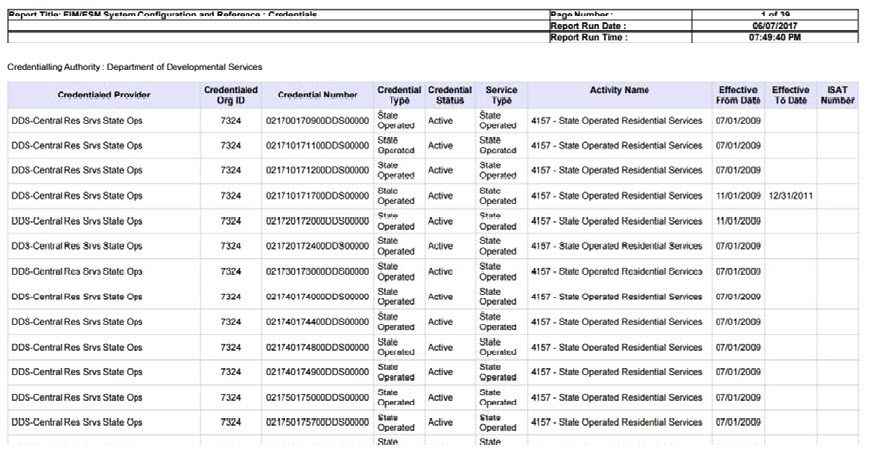 Report Title: EIM/ESM System Configuration and Reference : Credentials Page Number : 1 of 39
Report Run Date : 06/07/2017
Report Run Time : 07:49:40 PM
Credentialling Authority : Department of Developmental Services
Credentialed Provider Credentialed Org ID Credential Number Credential Type Credential Status Service Type Activity Name Effective From Date Effective To Date ISAT Number
DDS-Central Res Srvs State Ops 7324 021700170900DDS00000 State Operated Active State Operated 4157 - State Operated Residential Services 07/01/2009
DDS-Central Res Srvs State Ops 7324 021710171100DDS00000 State Operated Active State Operated 4157 - State Operated Residential Services 07/01/2009
DDS-Central Res Srvs State Ops 7324 021710171200DDS00000 State Operated Active State Operated 4157 - State Operated Residential Services 07/01/2009
DDS-Central Res Srvs State Ops 7324 021710171700DDS00000 State Operated Active State Operated 4157 - State Operated Residential Services 11/01/2009 12/31/2011
DDS-Central Res Srvs State Ops 7324 021720172000DDS00000 State Operated Active State Operated 4157 - State Operated Residential Services 11/01/2009
DDS-Central Res Srvs State Ops 7324 021720172400DDS00000 State Operated Active State Operated 4157 - State Operated Residential Services 07/01/2009
DDS-Central Res Srvs State Ops 7324 021730173000DDS00000 State Operated Active State Operated 4157 - State Operated Residential Services 07/01/2009
DDS-Central Res Srvs State Ops 7324 021740174000DDS00000 State Operated Active State Operated 4157 - State Operated Residential Services 07/01/2009
DDS-Central Res Srvs State Ops 7324 021740174400DDS00000 State Operated Active State Operated 4157 - State Operated Residential Services 07/01/2009
DDS-Central Res Srvs State Ops 7324 021740174800DDS00000 State Operated Active State Operated 4157 - State Operated Residential Services 07/01/2009
DDS-Central Res Srvs State Ops 7324 021740174900DDS00000 State Operated Active State Operated 4157 - State Operated Residential Services 07/01/2009
DDS-Central Res Srvs State Ops 7324 021750175000DDS00000 State Operated Active State Operated 4157 - State Operated Residential Services 07/01/2009
DDS-Central Res Srvs State Ops 7324 021750175700DDS00000 State Operated Active State Operated 4157 - State Operated Residential Services 07/01/2009
State State